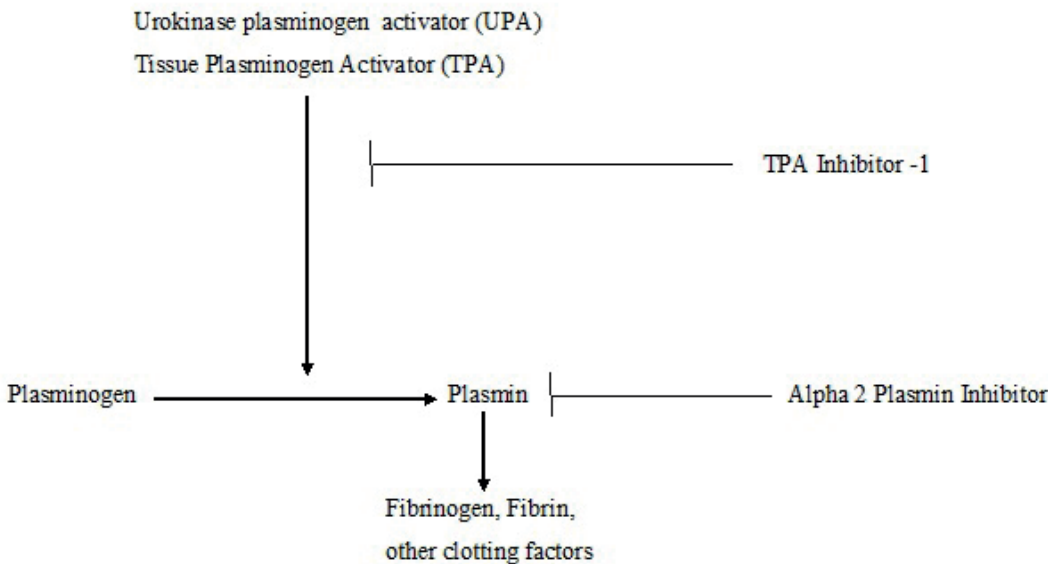 Urokinase plasminogen activator (UPA)
Tissue Plasminogen Activator (TPA)
TPA Inhibitor -1
Plasminogen
Plasmin
Alpha 2 Plasmin Inhibitor
Fibrinogen, Fibrin,
other clotting factors